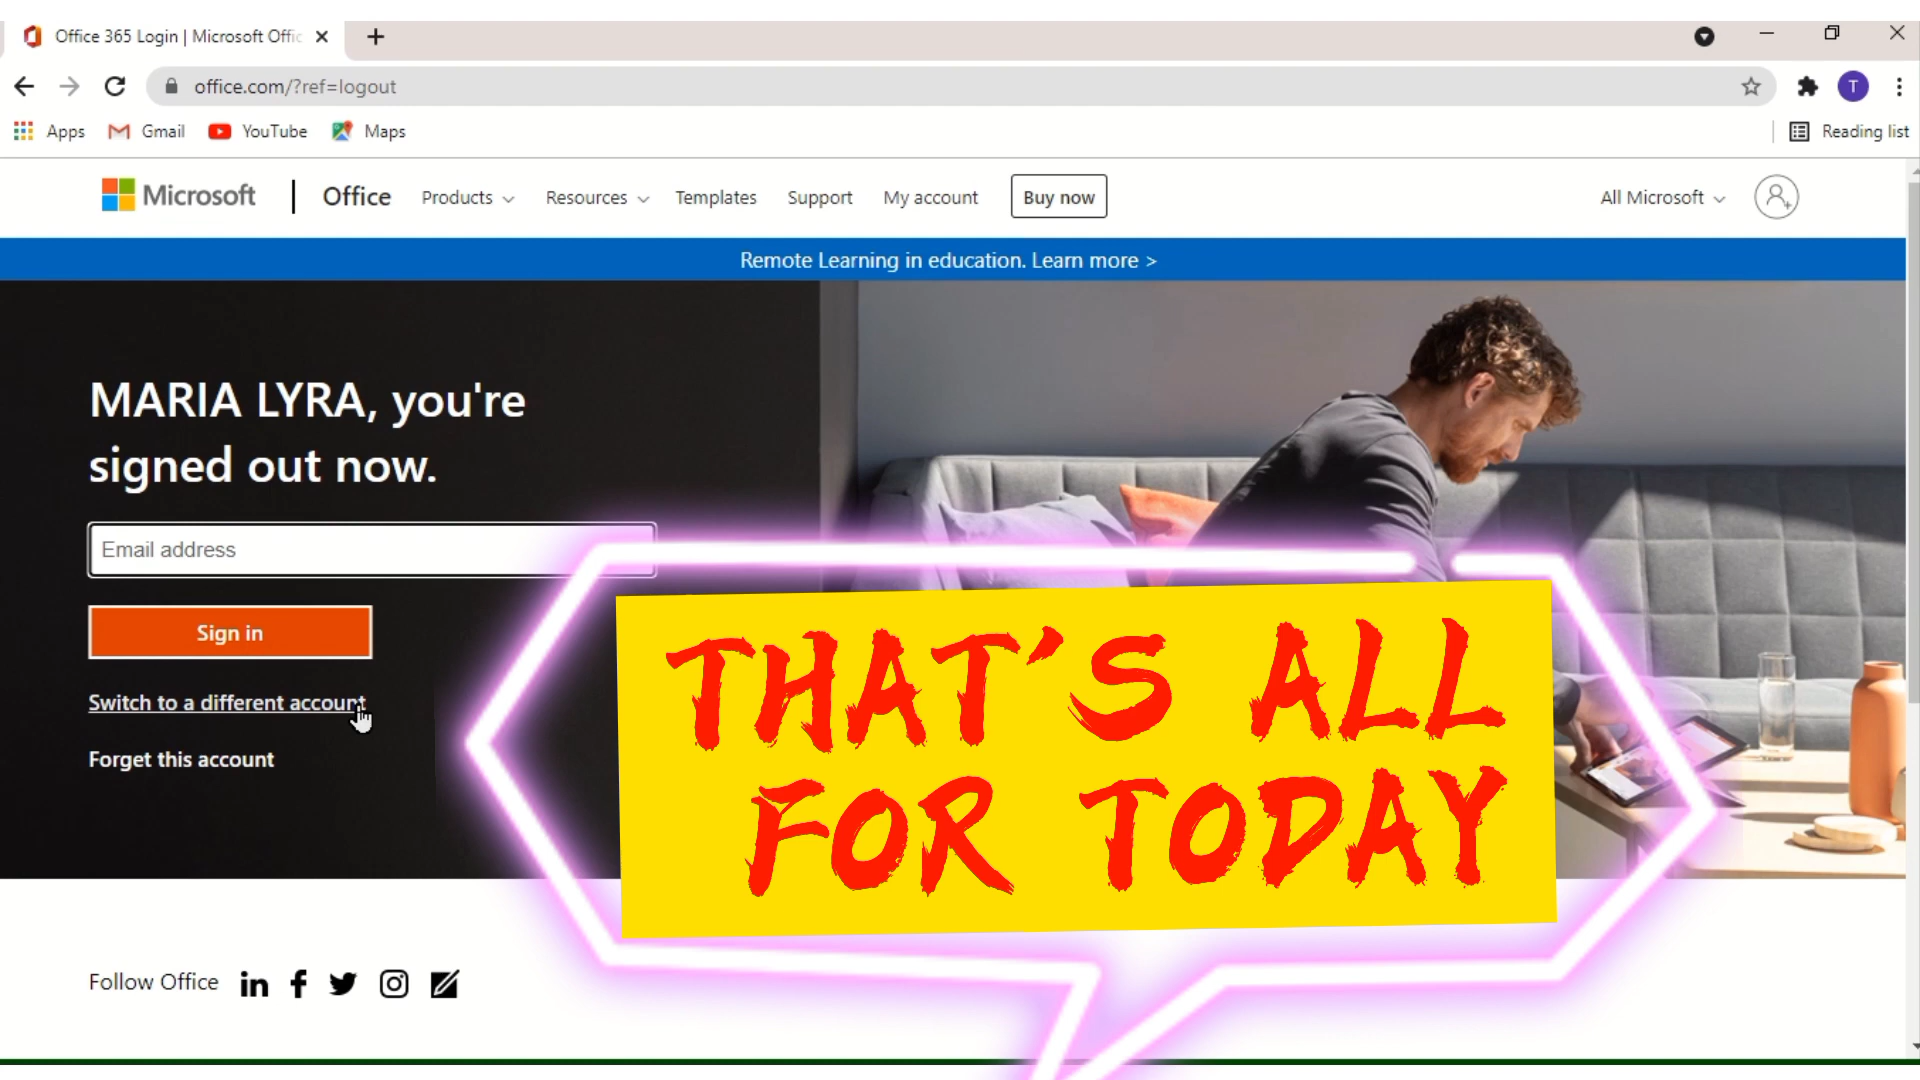 Office 365 Login | Microsoft Offic
office.com/?ref=logout
T
Apps Gmail YouTube Maps
Reading list
Microsoft Office Products Resources Templates Support My account Buy now All Microsoft
Remote Learning in education. Learn more >
MARIA LYRA, you're
signed out now.
Email address
Sign in
Switch to a different account
Forget this account
THAT'S ALL
FOR TODAY
Follow Office